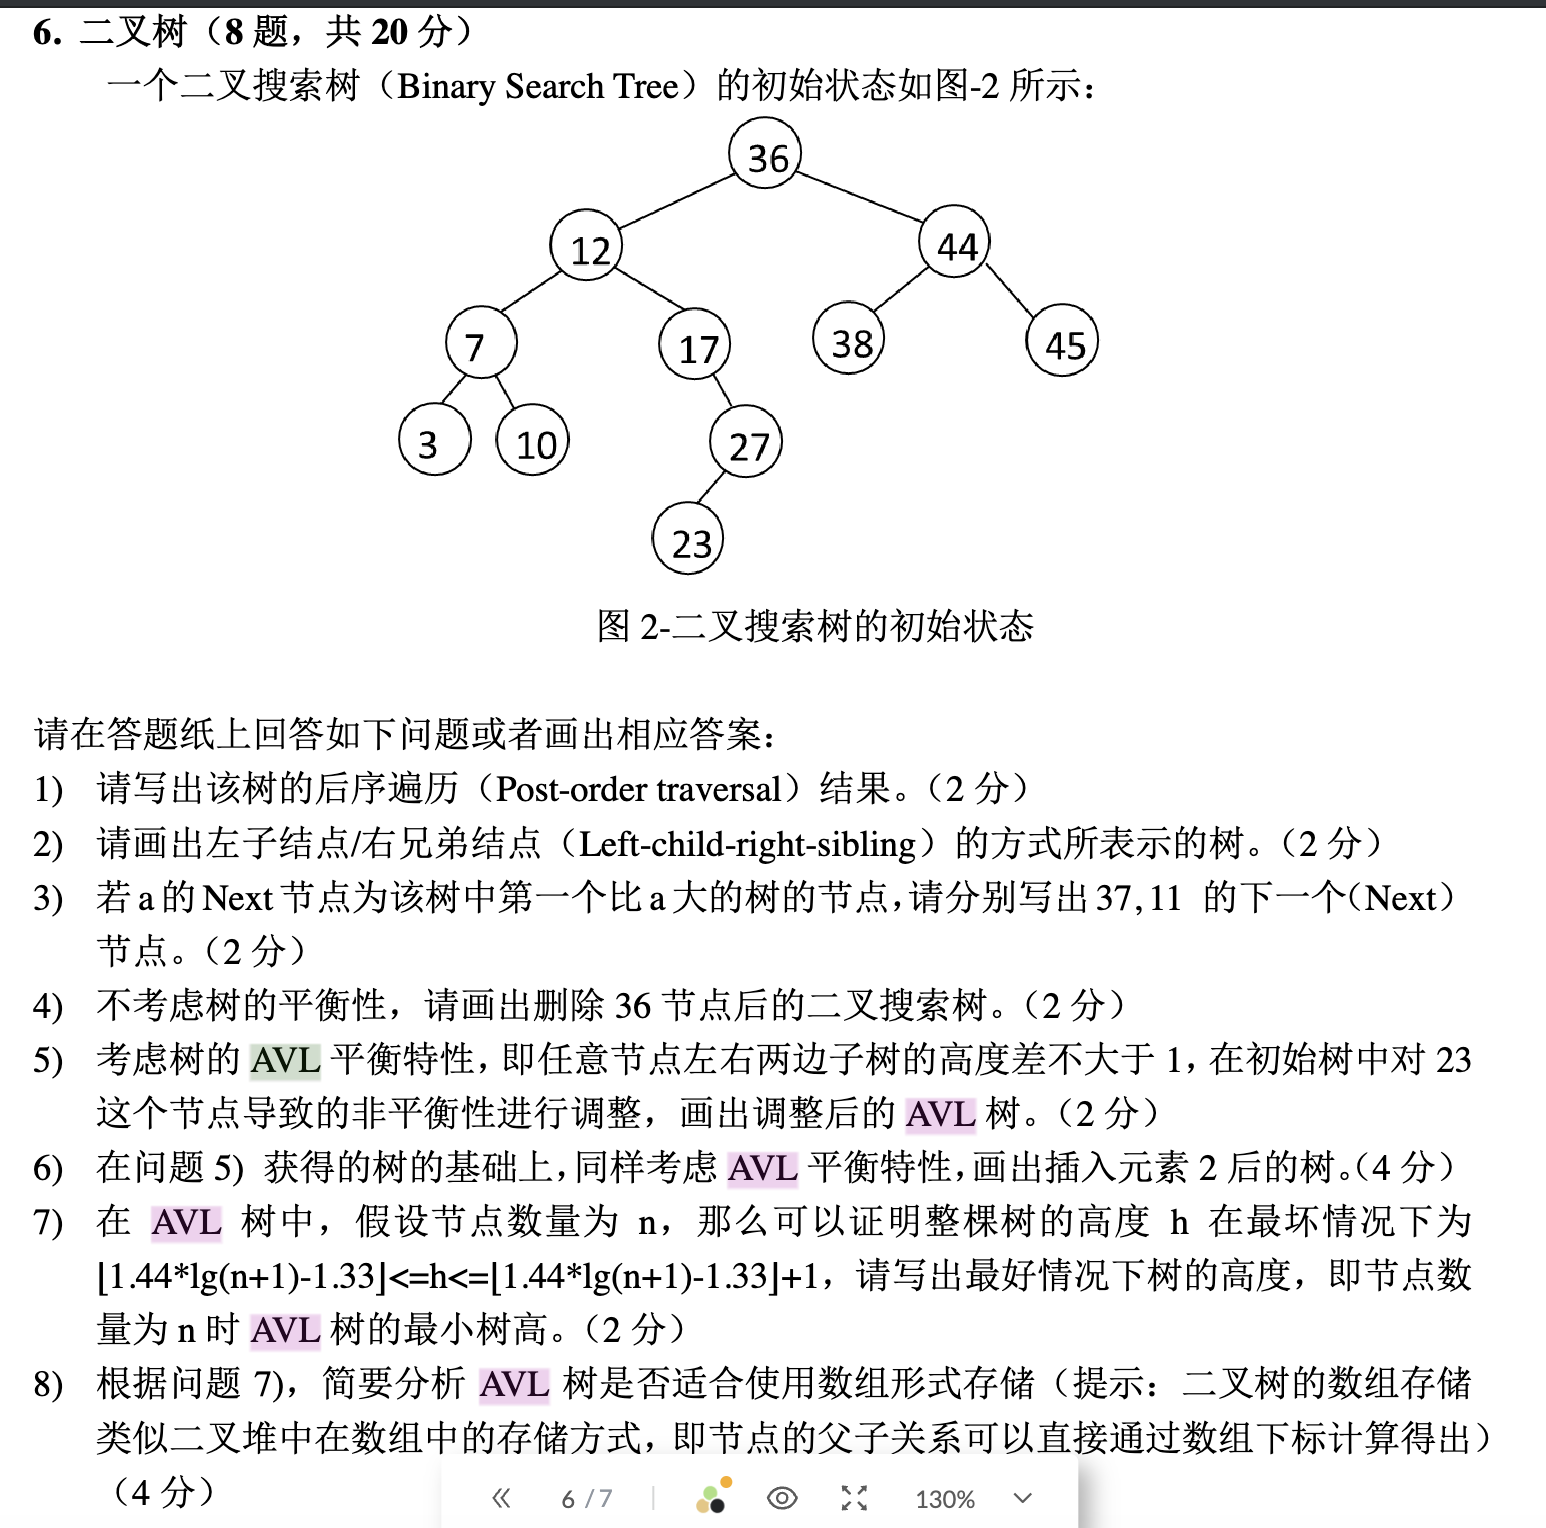 6. 二叉树（8 题，共 20 分）
一个二叉搜索树（Binary Search Tree）的初始状态如图-2 所示：
36
12
44
7
17
38
45
3
10
27
23
图 2-二叉搜索树的初始状态
请在答题纸上回答如下问题或者画出相应答案：
1) 请写出该树的后序遍历（Post-order traversal）结果。（2 分）
2) 请画出左子结点/右兄弟结点（Left-child-right-sibling）的方式所表示的树。（2 分）
3) 若 a 的 Next 节点为该树中第一个比 a 大的树的节点，请分别写出 37, 11 的下一个（Next）
节点。（2 分）
4) 不考虑树的平衡性，请画出删除 36 节点后的二叉搜索树。（2 分）
5) 考虑树的 AVL 平衡特性，即任意节点左右两边子树的高度差不大于 1，在初始树中对 23
这个节点导致的非平衡性进行调整，画出调整后的 AVL 树。（2 分）
6) 在问题 5) 获得的树的基础上，同样考虑 AVL 平衡特性，画出插入元素 2 后的树。（4 分）
7) 在 AVL 树中，假设节点数量为 n，那么可以证明整棵树的高度 h 在最坏情况下为
⌊1.44*lg(n+1)-1.33⌋<=h<=⌊1.44*lg(n+1)-1.33⌋+1，请写出最好情况下树的高度，即节点数
量为 n 时 AVL 树的最小树高。（2 分）
8) 根据问题 7)，简要分析 AVL 树是否适合使用数组形式存储（提示：二叉树的数组存储
类似二叉堆中在数组中的存储方式，即节点的父子关系可以直接通过数组下标计算得出）
（4 分）
6 / 7
130%